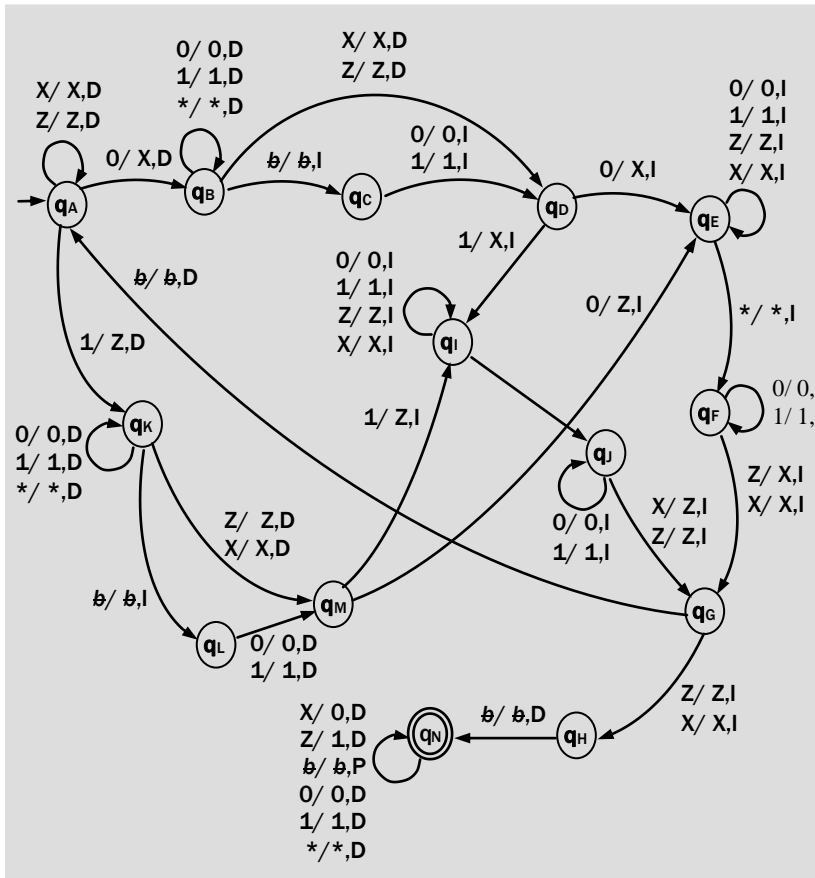 0/ 0,D
1/ 1,D
*/ *,D
X/ X,D
Z/ Z,D
X/ X,D
Z/ Z,D
0/ 0,I
1/ 1,I
Z/ Z,I
X/ X,I
0/ 0,I
1/ 1,I
0/ X,D
ƀ/ ƀ,I
0/ X,I
qA
qB
qC
qD
qE
1/ X,I
ƀ/ ƀ,D
0/ 0,I
1/ 1,I
Z/ Z,I
X/ X,I
0/ Z,I
*/ *,I
1/ Z,D
qI
qK
1/ Z,I
qF
0/ 0,
1/ 1,
0/ 0,D
1/ 1,D
*/ *,D
qJ
Z/ X,I
X/ X,I
Z/ Z,D
X/ X,D
0/ 0,I
1/ 1,I
X/ Z,I
Z/ Z,I
ƀ/ ƀ,I
qM
qG
qL
0/ 0,D
1/ 1,D
Z/ Z,I
X/ X,I
X/ 0,D
Z/ 1,D
ƀ/ ƀ,P
0/ 0,D
1/ 1,D
*/*,D
qN
ƀ/ ƀ,D
qH